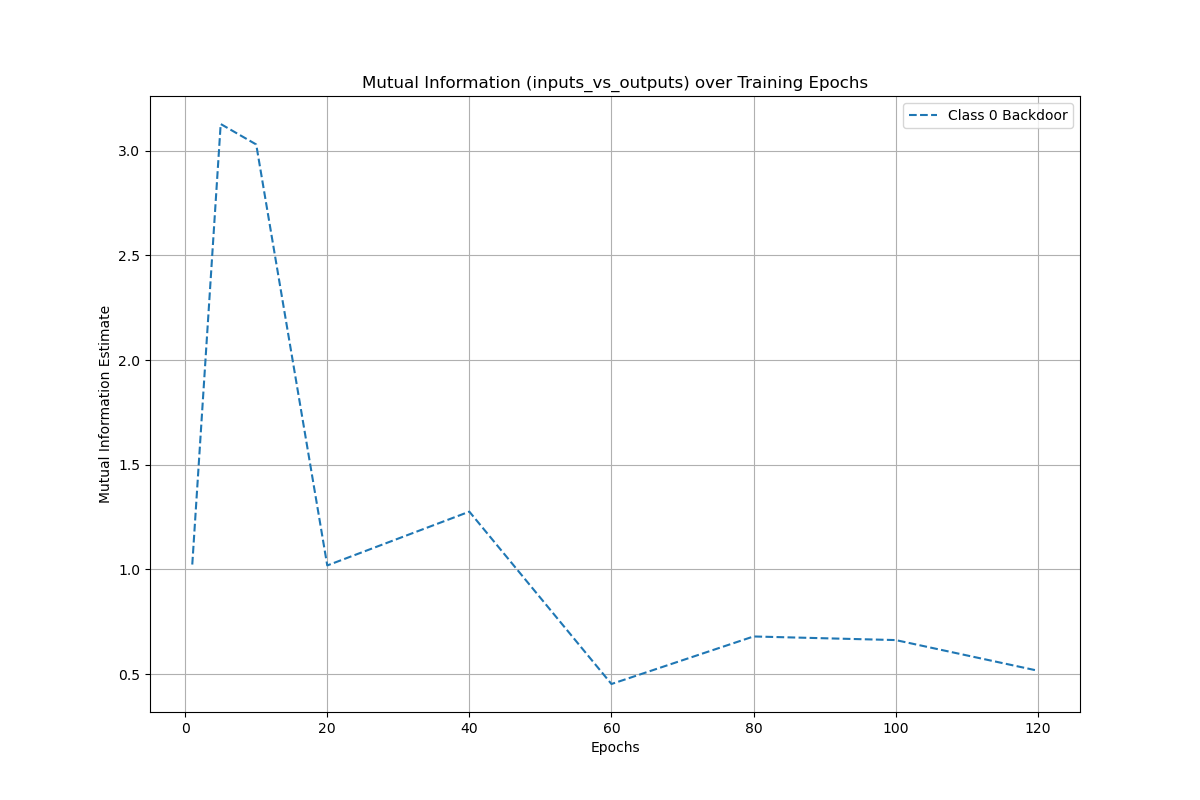 Mutual Information (inputs_vs_outputs) over Training Epochs
Class 0 Backdoor
Mutual Information Estimate
3.0
2.5
2.0
1.5
1.0
0.5
0 20 40 60 80 100 120
Epochs